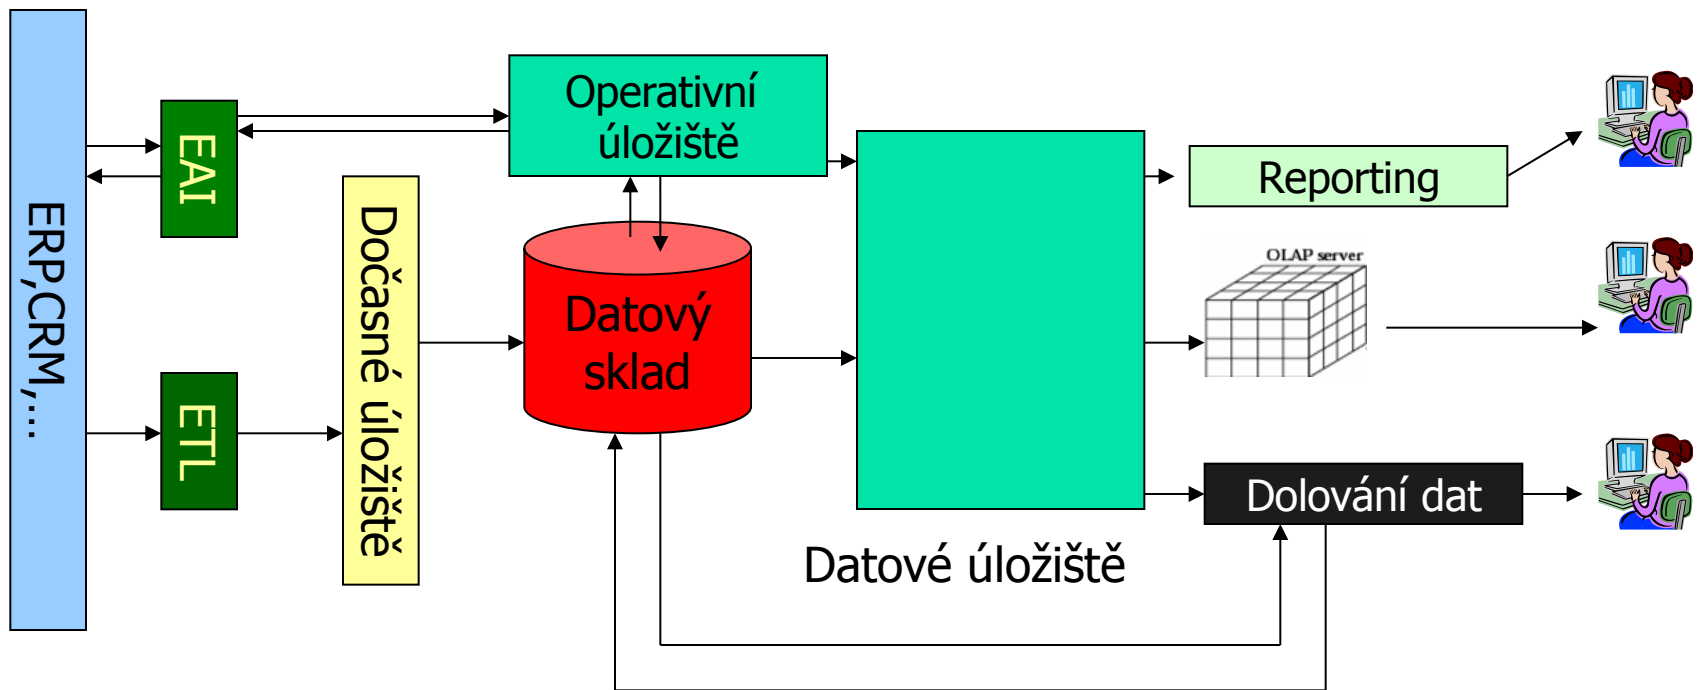 ERP,CRM,...
EAI
ETL
Dočasné úložiště
Operativní
úložiště
Datový
sklad
Datové úložiště
Reporting
OLAP server
Dolování dat